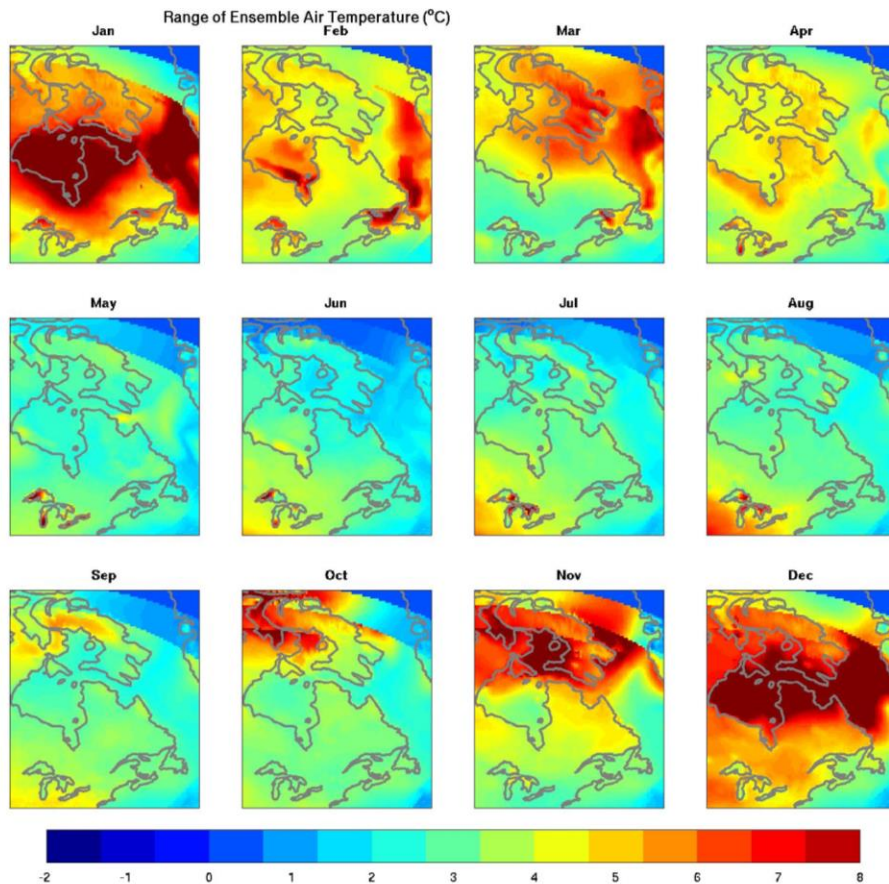 Range of Ensemble Air Temperature (°C)
Jan Feb Mar Apr
May Jun Jul Aug
Sep Oct Nov Dec
-2 -1 0 1 2 3 4 5 6 7 8